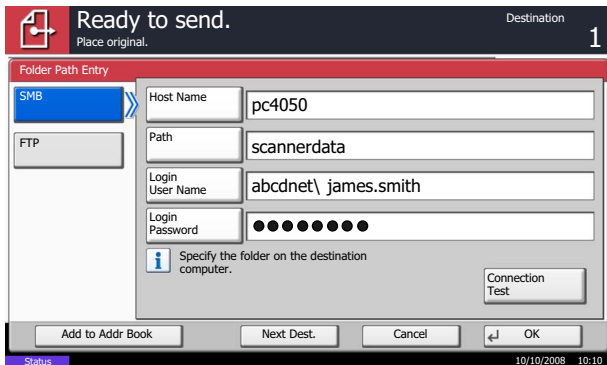 Ready to send.
Destination
Place original.
1
Folder Path Entry
SMB
Host Name
pc4050
FTP
Path
scannerdata
Login
User Name
abcdnet\ james.smith
Login
Password
●●●●●●●●
i
Specify the folder on the destination
computer.
Connection
Test
Add to Addr Book
Next Dest.
Cancel
OK
Status
10/10/2008 10:10